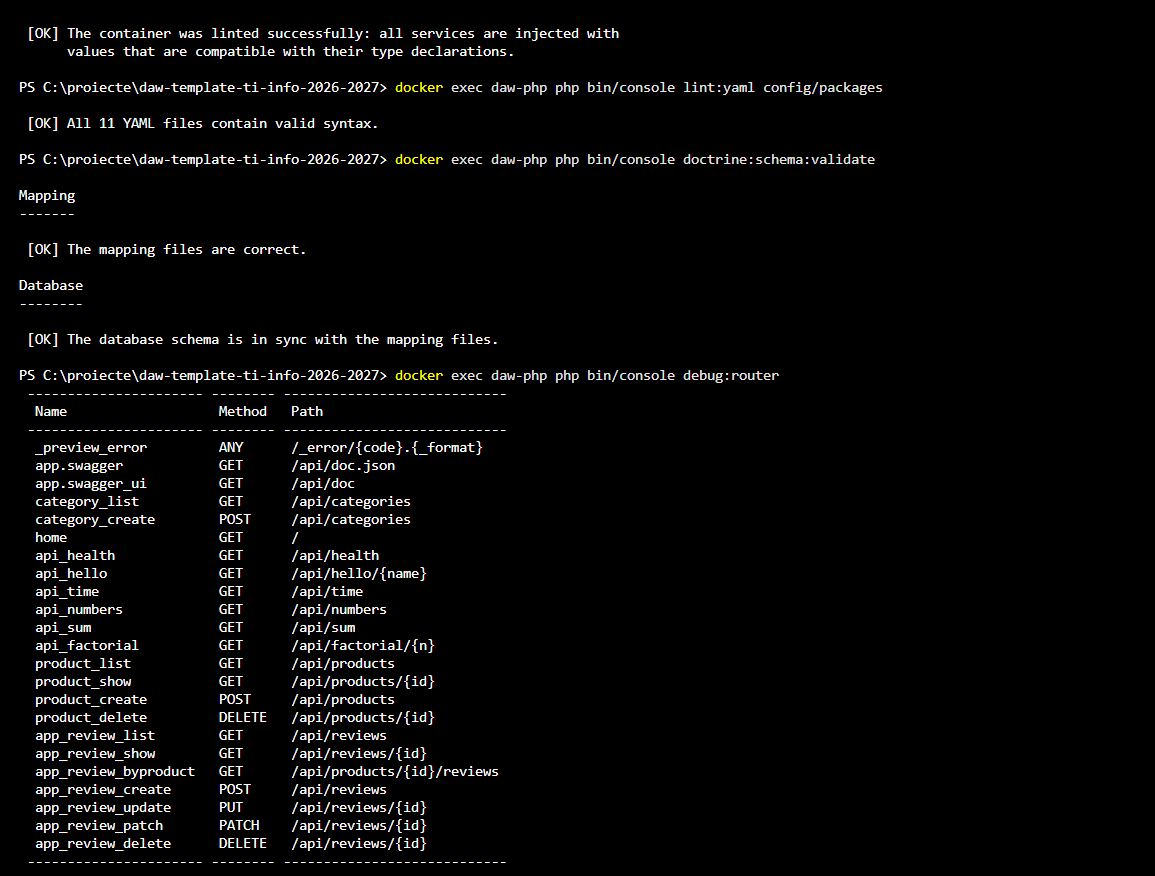 [OK] The container was linted successfully: all services are injected with
values that are compatible with their type declarations.
PS C:\proiecte\daw-template-ti-info-2026-2027> docker exec daw-php php bin/console lint:yaml config/packages
[OK] All 11 YAML files contain valid syntax.
PS C:\proiecte\daw-template-ti-info-2026-2027> docker exec daw-php php bin/console doctrine:schema:validate
Mapping
-------
[OK] The mapping files are correct.
Database
--------
[OK] The database schema is in sync with the mapping files.
PS C:\proiecte\daw-template-ti-info-2026-2027> docker exec daw-php php bin/console debug:router
---------------------- -------- ----------------------------
Name Method Path
---------------------- -------- ----------------------------
_preview_error ANY /_error/{code}.{_format}
app.swagger GET /api/doc.json
app.swagger_ui GET /api/doc
category_list GET /api/categories
category_create POST /api/categories
home GET /
api_health GET /api/health
api_hello GET /api/hello/{name}
api_time GET /api/time
api_numbers GET /api/numbers
api_sum GET /api/sum
api_factorial GET /api/factorial/{n}
product_list GET /api/products
product_show GET /api/products/{id}
product_create POST /api/products
product_delete DELETE /api/products/{id}
app_review_list GET /api/reviews
app_review_show GET /api/reviews/{id}
app_review_byproduct GET /api/products/{id}/reviews
app_review_create POST /api/reviews
app_review_update PUT /api/reviews/{id}
app_review_patch PATCH /api/reviews/{id}
app_review_delete DELETE /api/reviews/{id}
---------------------- -------- ----------------------------